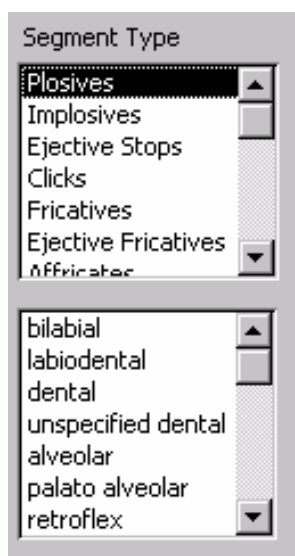 Segment Type
Plosives
Implosives
Ejective Stops
Clicks
Fricatives
Ejective Fricatives
Affricates
bilabial
labiodental
dental
unspecified dental
alveolar
palato alveolar
retroflex